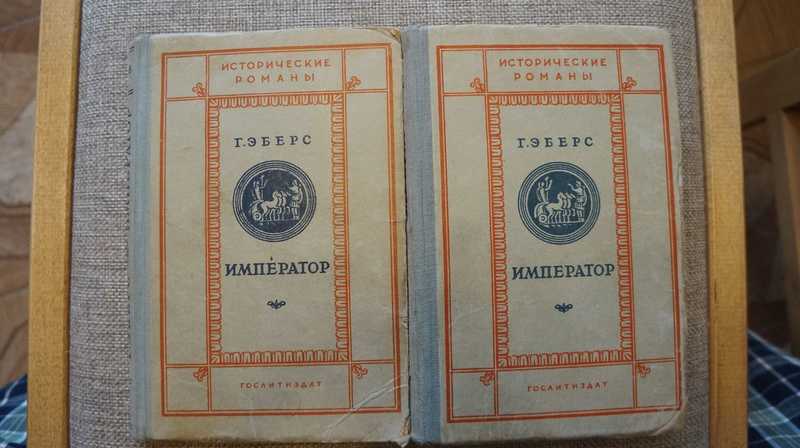 ИСТОРИЧЕСКИЕ
РОМАНЫ
Г. ЭБЕРС
ИМПЕРАТОР
ГОСЛИТИЗДАТ
ИСТОРИЧЕСКИЕ
РОМАНЫ
Г. ЭБЕРС
ИМПЕРАТОР
ГОСЛИТИЗДАТ